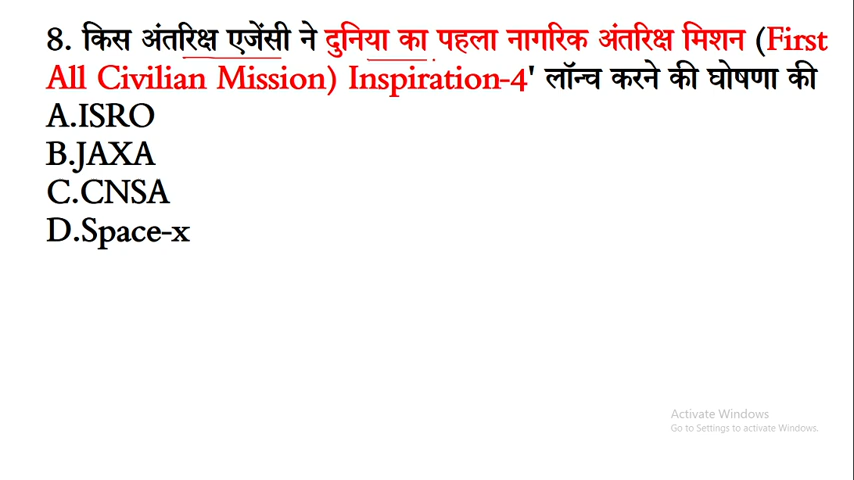 8. किस अंतरिक्ष एजेंसी ने दुनिया का पहला नागरिक अंतरिक्ष मिशन (First
All Civilian Mission) Inspiration-4' लॉन्च करने की घोषणा की
A.ISRO
B.JAXA
C.CNSA
D.Space-x
Activate Windows
Go to Settings to activate Windows.